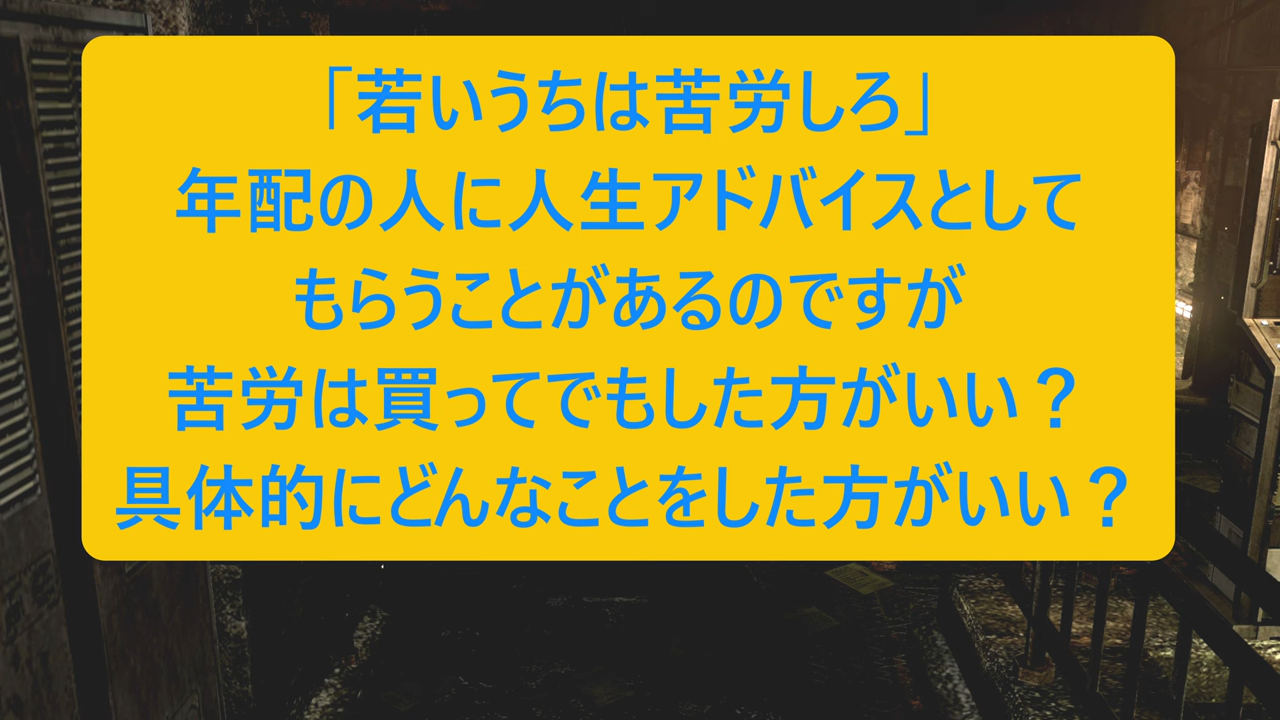 「若いうちは苦労しろ」
年配の人に人生アドバイスとして
もらうことがあるのですが
苦労は買ってでもした方がいい？
具体的にどんなことをした方がいい？